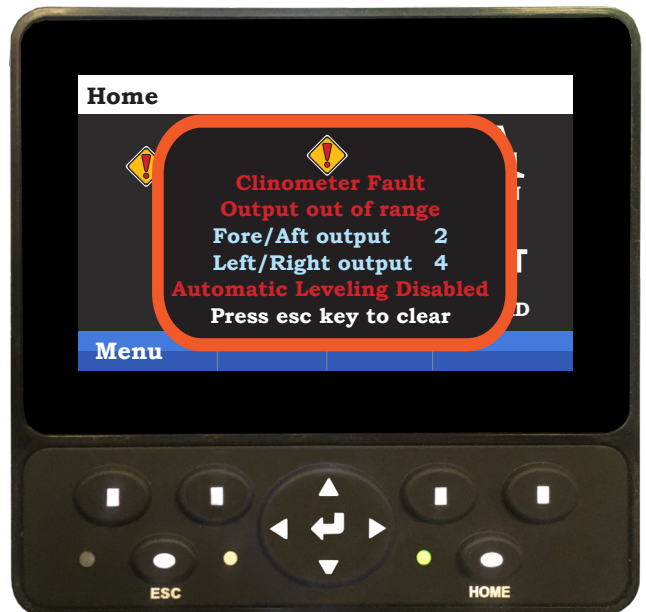 Home
Clinometer Fault
Output out of range
Fore/Aft output 2
Left/Right output 4
Automatic Leveling Disabled
Press esc key to clear
Menu
ESC
HOME